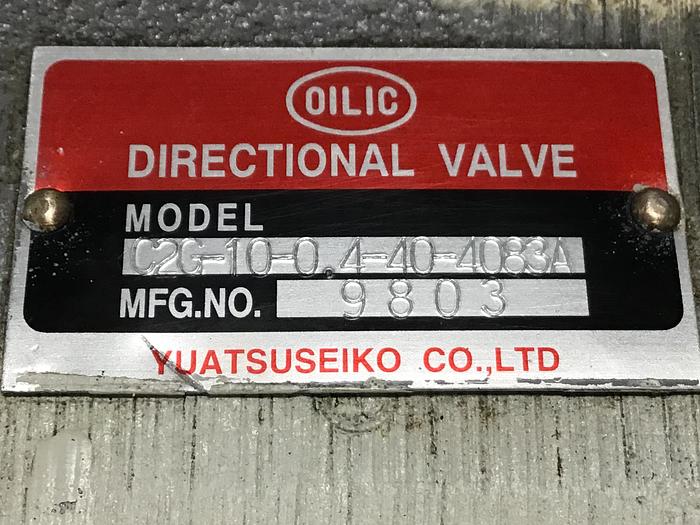 OILIC
DIRECTIONAL VALVE
MODEL
C2G-10-0.4-40-4083A
MFG.NO. 9803
YUATSUSEIKO CO.,LTD